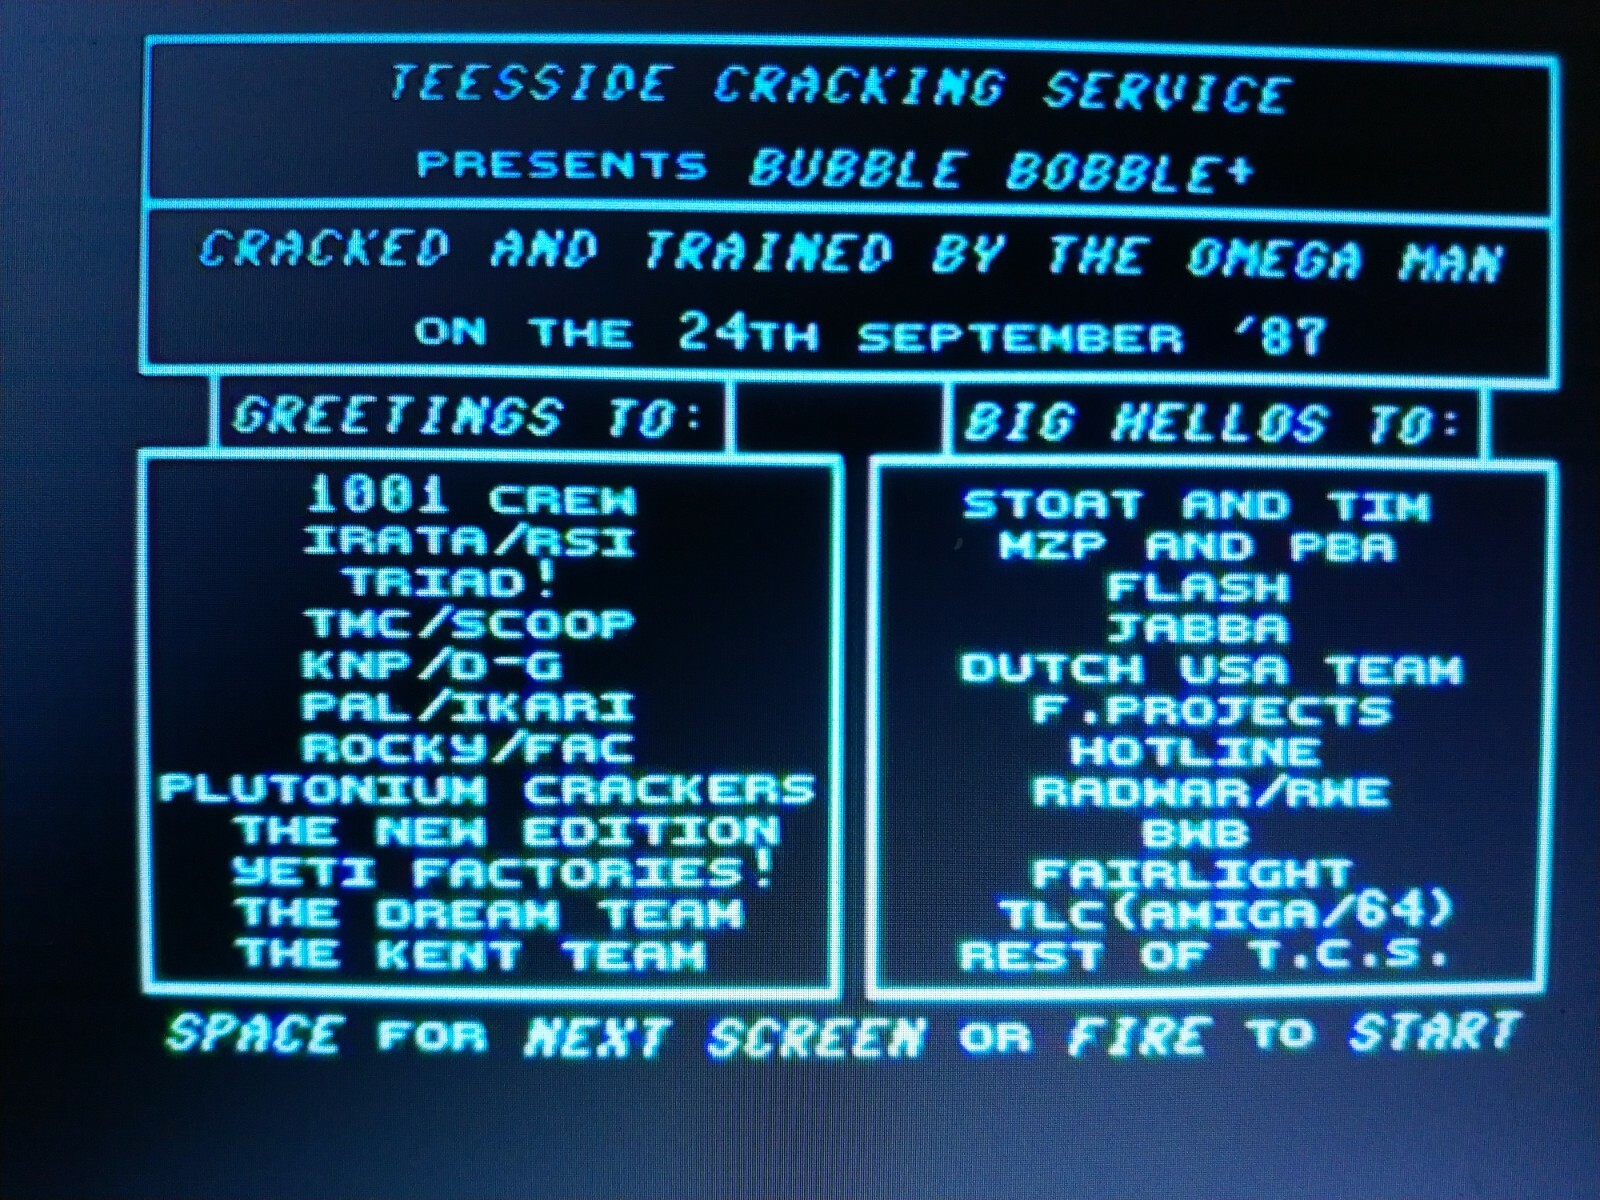 TEESSIDE CRACKING SERVICE
PRESENTS BUBBLE BOBBLE+
CRACKED AND TRAINED BY THE OMEGA MAN
ON THE 24TH SEPTEMBER '87
GREETINGS TO:
1001 CREW
IRATA/RSI
TRIAD!
TMC/SCOOP
KNP/D-G
PAL/IKARI
ROCKY/FAC
PLUTONIUM CRACKERS
THE NEW EDITION
YETI FACTORIES!
THE DREAM TEAM
THE KENT TEAM
BIG HELLOS TO:
STOAT AND TIM
MZP AND PBA
FLASH
JABBA
DUTCH USA TEAM
F.PROJECTS
HOTLINE
RADWAR/RWE
BWB
FAIRLIGHT
TLC(AMIGA/64)
REST OF T.C.S.
SPACE FOR NEXT SCREEN OR FIRE TO START